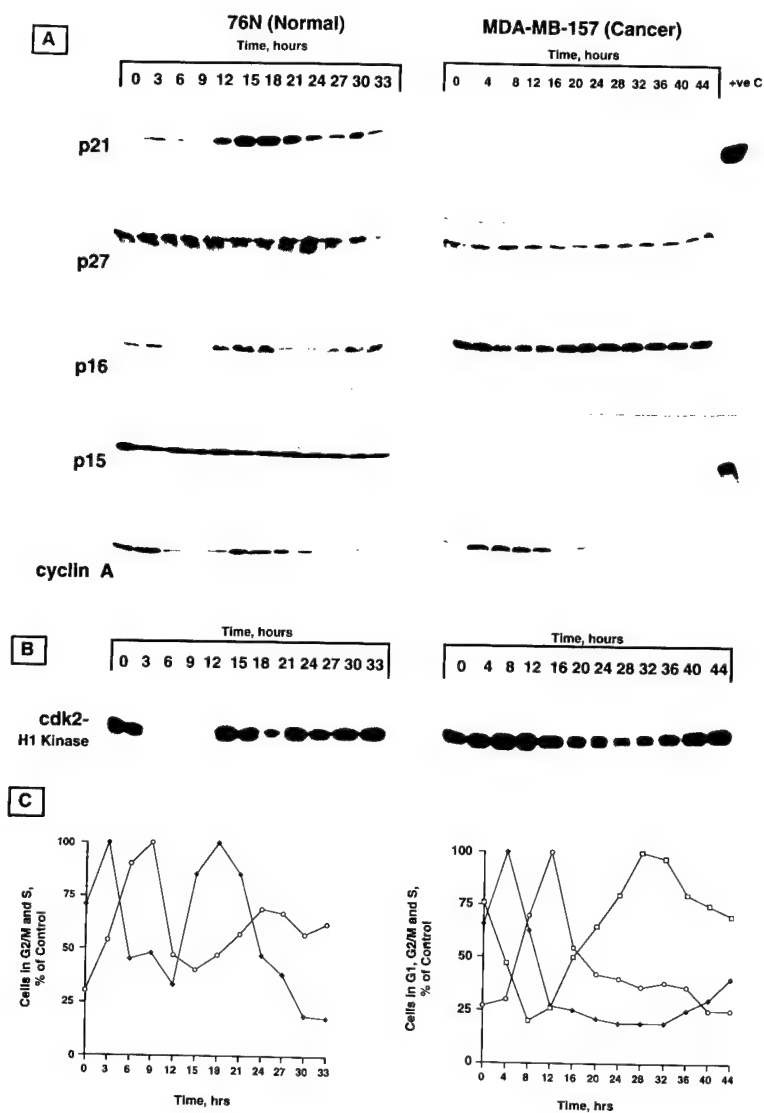 A
76N (Normal)
Time, hours
0 3 6 9 12 15 18 21 24 27 30 33
MDA-MB-157 (Cancer)
Time, hours
0 4 8 12 16 20 24 28 32 36 40 44
+ve C
p21
p27
p16
p15
cyclin A
B
Time, hours
0 3 6 9 12 15 18 21 24 27 30 33
Time, hours
0 4 8 12 16 20 24 28 32 36 40 44
cdk2-
H1 Kinase
C
Cells in G2/M and S,
% of Control
100
75
50
25
0
0 3 6 9 12 15 18 21 24 27 30 33
Time, hrs
Cells in G1, G2/M and S,
% of Control
100
75
50
25
0
0 4 8 12 16 20 24 28 32 36 40 44
Time, hrs